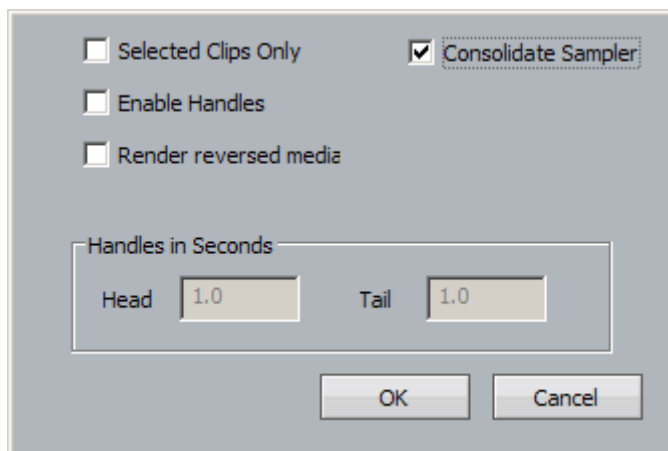 Selected Clips Only
Consolidate Sampler
Enable Handles
Render reversed media
Handles in Seconds
Head 1.0 Tail 1.0
OK Cancel